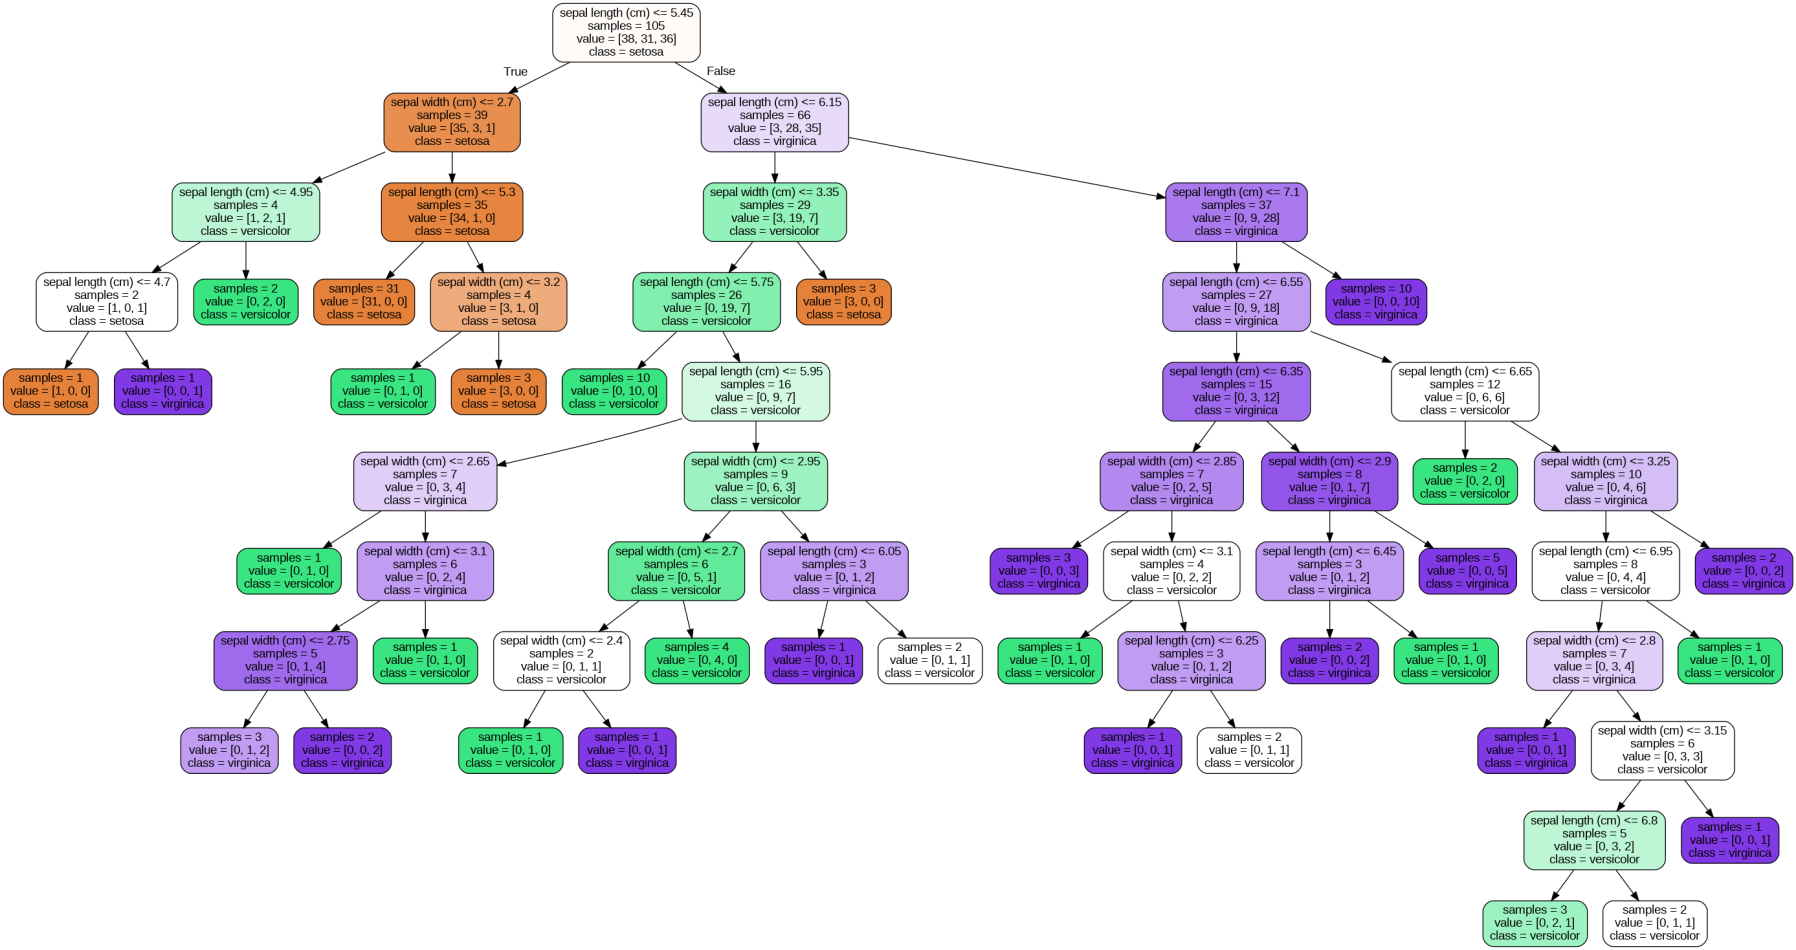 sepal length (cm) <= 5.45
samples = 105
value = [38, 31, 36]
class = setosa
True
False
sepal width (cm) <= 2.7
samples = 39
value = [35, 3, 1]
class = setosa
sepal length (cm) <= 6.15
samples = 66
value = [3, 28, 35]
class = virginica
sepal length (cm) <= 4.95
samples = 4
value = [1, 2, 1]
class = versicolor
sepal length (cm) <= 5.3
samples = 35
value = [34, 1, 0]
class = setosa
sepal width (cm) <= 3.35
samples = 29
value = [3, 19, 7]
class = versicolor
sepal length (cm) <= 7.1
samples = 37
value = [0, 9, 28]
class = virginica
sepal length (cm) <= 4.7
samples = 2
value = [1, 0, 1]
class = setosa
samples = 2
value = [0, 2, 0]
class = versicolor
samples = 31
value = [31, 0, 0]
class = setosa
sepal width (cm) <= 3.2
samples = 4
value = [3, 1, 0]
class = setosa
sepal length (cm) <= 5.75
samples = 26
value = [0, 19, 7]
class = versicolor
samples = 3
value = [3, 0, 0]
class = setosa
sepal length (cm) <= 6.55
samples = 27
value = [0, 9, 18]
class = virginica
samples = 10
value = [0, 0, 10]
class = virginica
samples = 1
value = [1, 0, 0]
class = setosa
samples = 1
value = [0, 0, 1]
class = virginica
samples = 1
value = [0, 1, 0]
class = versicolor
samples = 3
value = [3, 0, 0]
class = setosa
samples = 10
value = [0, 10, 0]
class = versicolor
sepal length (cm) <= 5.95
samples = 16
value = [0, 9, 7]
class = versicolor
sepal length (cm) <= 6.35
samples = 15
value = [0, 3, 12]
class = virginica
sepal length (cm) <= 6.65
samples = 12
value = [0, 6, 6]
class = versicolor
sepal width (cm) <= 2.65
samples = 7
value = [0, 3, 4]
class = virginica
sepal width (cm) <= 2.95
samples = 9
value = [0, 6, 3]
class = versicolor
sepal width (cm) <= 2.85
samples = 7
value = [0, 2, 5]
class = virginica
sepal width (cm) <= 2.9
samples = 8
value = [0, 1, 7]
class = virginica
samples = 2
value = [0, 2, 0]
class = versicolor
sepal width (cm) <= 3.25
samples = 10
value = [0, 4, 6]
class = virginica
samples = 1
value = [0, 1, 0]
class = versicolor
sepal width (cm) <= 3.1
samples = 6
value = [0, 2, 4]
class = virginica
sepal width (cm) <= 2.7
samples = 6
value = [0, 5, 1]
class = versicolor
sepal length (cm) <= 6.05
samples = 3
value = [0, 1, 2]
class = virginica
samples = 3
value = [0, 0, 3]
class = virginica
sepal width (cm) <= 3.1
samples = 4
value = [0, 2, 2]
class = versicolor
sepal length (cm) <= 6.45
samples = 3
value = [0, 1, 2]
class = virginica
samples = 5
value = [0, 0, 5]
class = virginica
sepal length (cm) <= 6.95
samples = 8
value = [0, 4, 4]
class = versicolor
samples = 2
value = [0, 0, 2]
class = virginica
sepal width (cm) <= 2.75
samples = 5
value = [0, 1, 4]
class = virginica
samples = 1
value = [0, 1, 0]
class = versicolor
sepal width (cm) <= 2.4
samples = 2
value = [0, 1, 1]
class = versicolor
samples = 4
value = [0, 4, 0]
class = versicolor
samples = 1
value = [0, 0, 1]
class = virginica
samples = 2
value = [0, 1, 1]
class = versicolor
samples = 1
value = [0, 1, 0]
class = versicolor
sepal length (cm) <= 6.25
samples = 3
value = [0, 1, 2]
class = virginica
samples = 2
value = [0, 0, 2]
class = virginica
samples = 1
value = [0, 1, 0]
class = versicolor
sepal width (cm) <= 2.8
samples = 7
value = [0, 3, 4]
class = virginica
samples = 1
value = [0, 1, 0]
class = versicolor
samples = 3
value = [0, 1, 2]
class = virginica
samples = 2
value = [0, 0, 2]
class = virginica
samples = 1
value = [0, 1, 0]
class = versicolor
samples = 1
value = [0, 0, 1]
class = virginica
samples = 1
value = [0, 0, 1]
class = virginica
samples = 2
value = [0, 1, 1]
class = versicolor
samples = 1
value = [0, 0, 1]
class = virginica
sepal width (cm) <= 3.15
samples = 6
value = [0, 3, 3]
class = versicolor
sepal length (cm) <= 6.8
samples = 5
value = [0, 3, 2]
class = versicolor
samples = 1
value = [0, 0, 1]
class = virginica
samples = 3
value = [0, 2, 1]
class = versicolor
samples = 2
value = [0, 1, 1]
class = versicolor